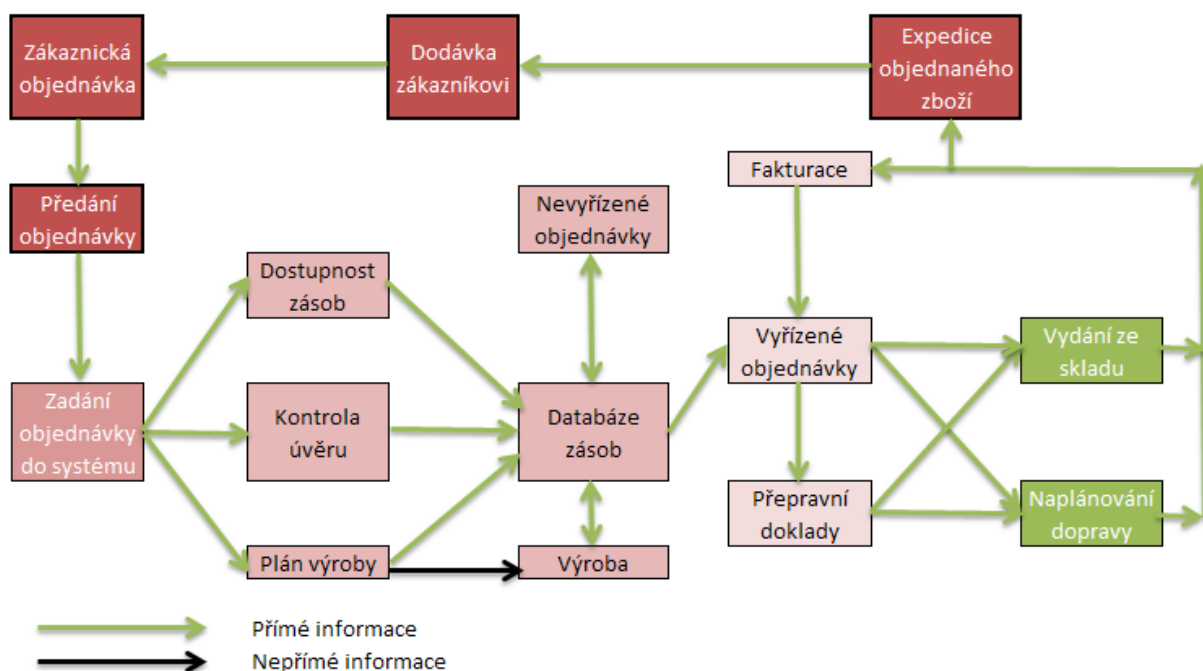 Zákaznická
objednávka
Dodávka
zákazníkovi
Expedice
objednaného
zboží
Předání
objednávky
Nevyřízené
objednávky
Fakturace
Dostupnost
zásob
Vyřízené
objednávky
Vydání ze
skladu
Zadání
objednávky
do systému
Kontrola
úvěru
Databáze
zásob
Přepravní
doklady
Naplánování
dopravy
Plán výroby
Výroba
Přímé informace
Nepřímé informace